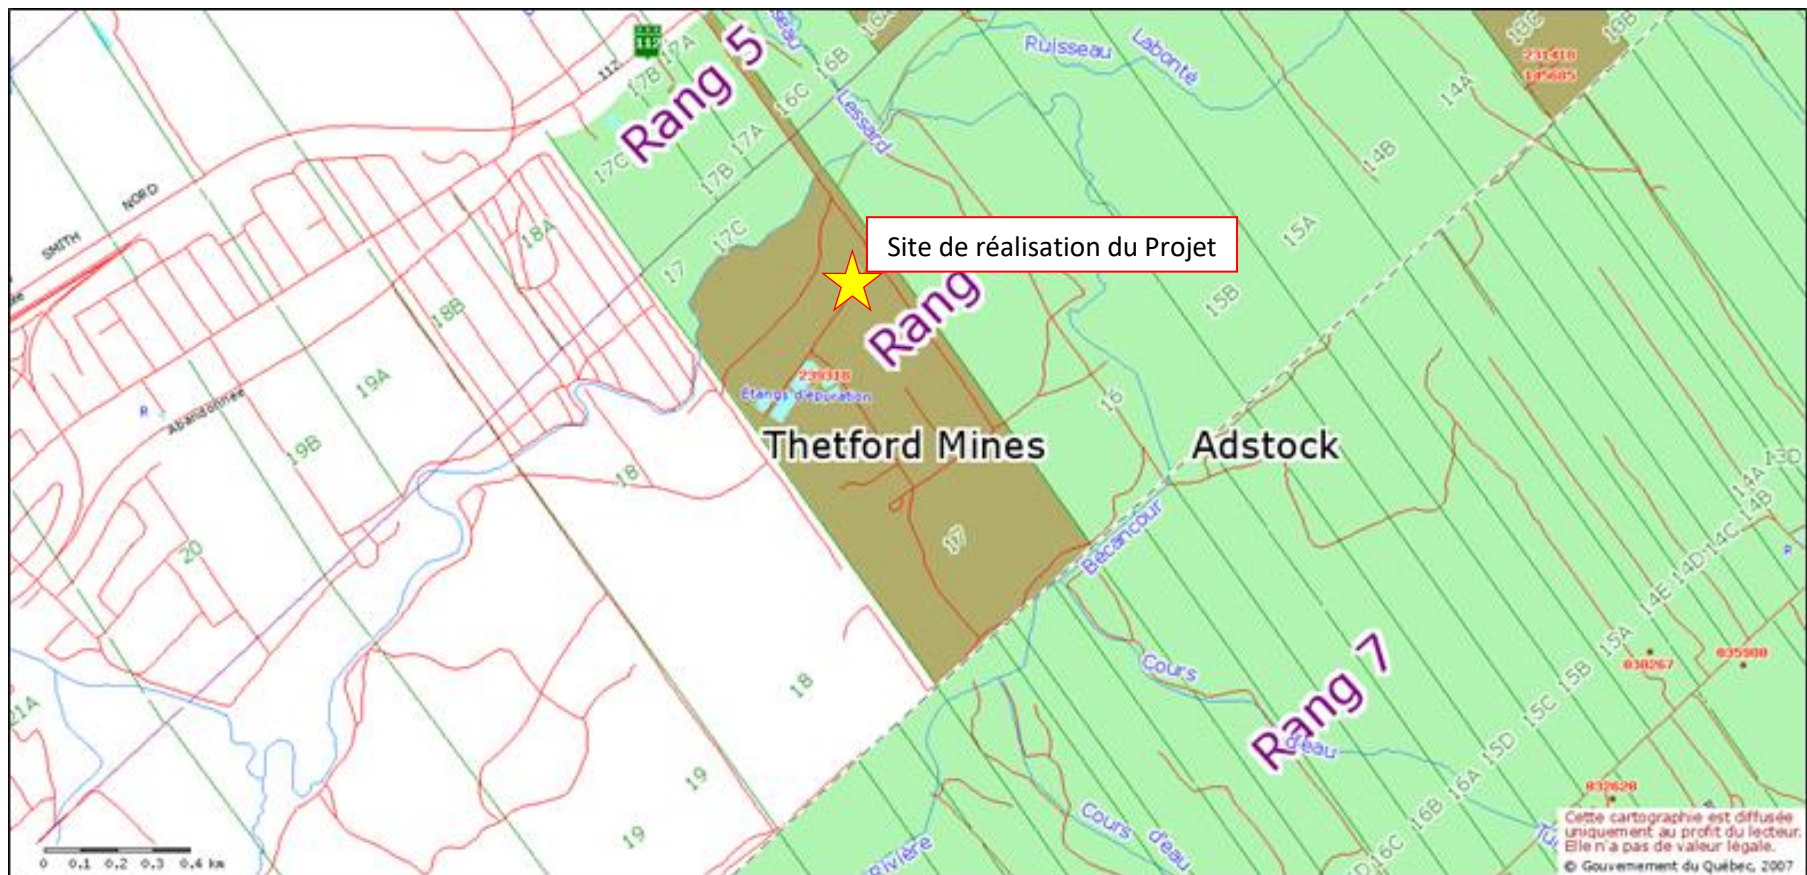 112
112
17A
17B
Rang 5
17C
16A
16B
16C
17A
17B
17C
17
Lessard
Ruisseau
Labonté
14A
13C
13B
231418
145685
14B
15A
15B
16
SMITH
NORD
18A
18B
19A
19B
18
20
21A
R
Abandonnée
Site de réalisation du Projet
Rang
239318
Étangs d'épuration
Thetford Mines
Adstock
17
18
19
19
Bécancour
Cours
d'eau
Rang 7
Cours d'eau
Rivière
13D
14A
14B
14C
14D
14E
15A
15B
15C
15D
16A
16B
16C
R
038267
035908
032628
0 0.1 0.2 0.3 0.4 km
Cette cartographie est diffusée
uniquement au profit du lecteur.
Elle n'a pas de valeur légale.
© Gouvernement du Québec, 2007